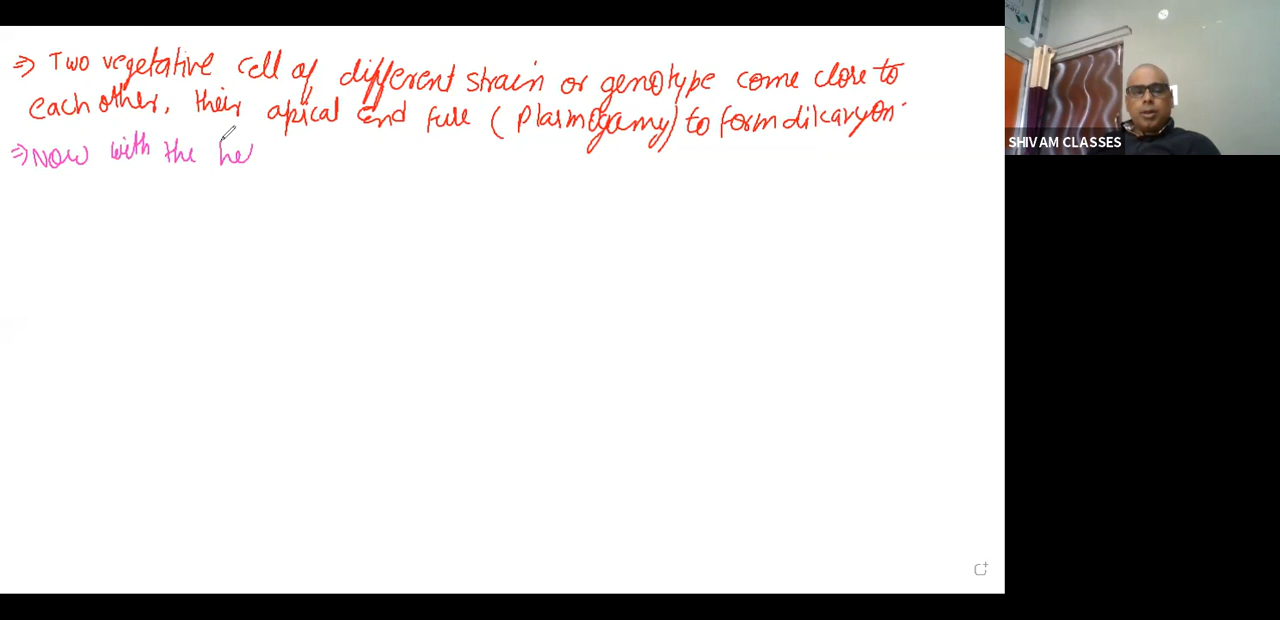 ⇒ Two vegetative cell of different strain or genotype come close to
each other, their apical end fuse (Plasmogamy) to form dikaryon.
⇒ Now with the he
SHIVAM CLASSES